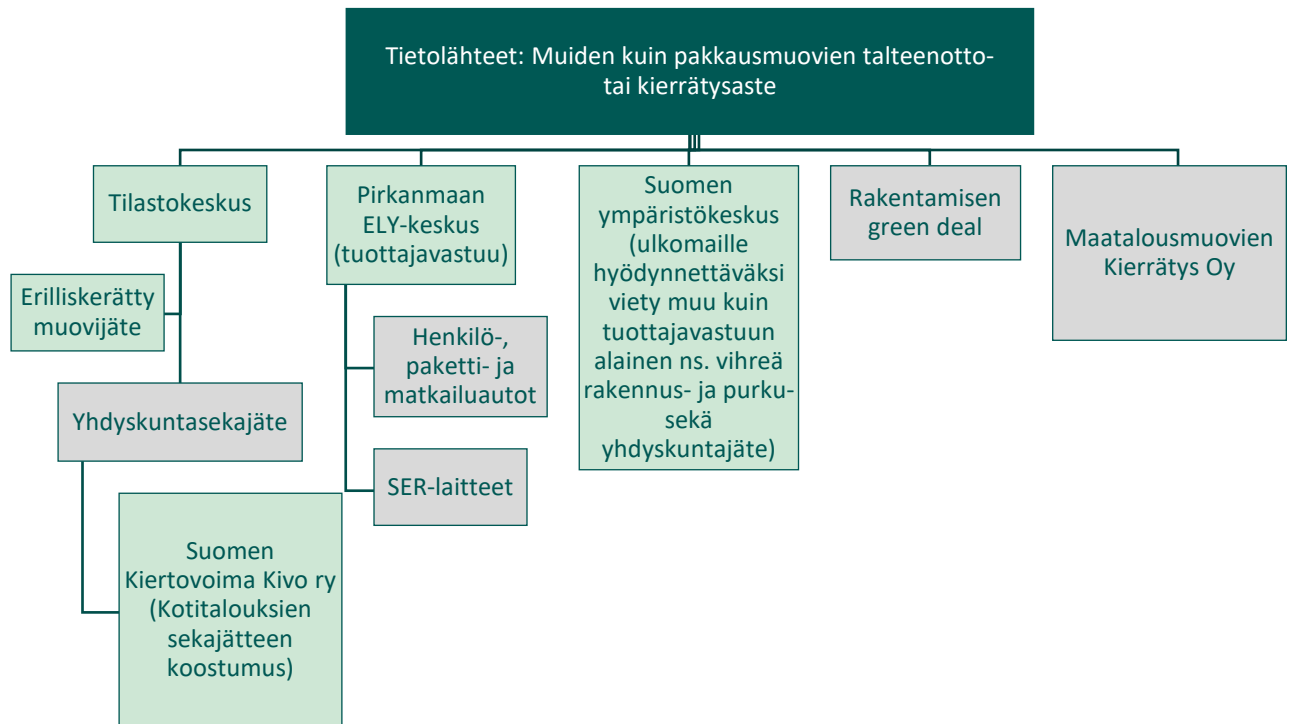 Tietolähteet: Muiden kuin pakkausmuovien talteenotto-
tai kierrätysaste
Tilastokeskus
Erilliskerätty
muovijäte
Yhdyskuntasekajäte
Suomen
Kiertovoima Kivo ry
(Kotitalouksien
sekajätteen
koostumus)
Pirkanmaan
ELY-keskus
(tuottajavastuu)
Henkilö-,
paketti- ja
matkailuautot
SER-laitteet
Suomen
ympäristökeskus
(ulkomaille
hyödynnettäväksi
viety muu kuin
tuottajavastuun
alainen ns. vihreä
rakennus- ja purku-
sekä
yhdyskuntajäte)
Rakentamisen
green deal
Maatalousmuovien
Kierrätys Oy